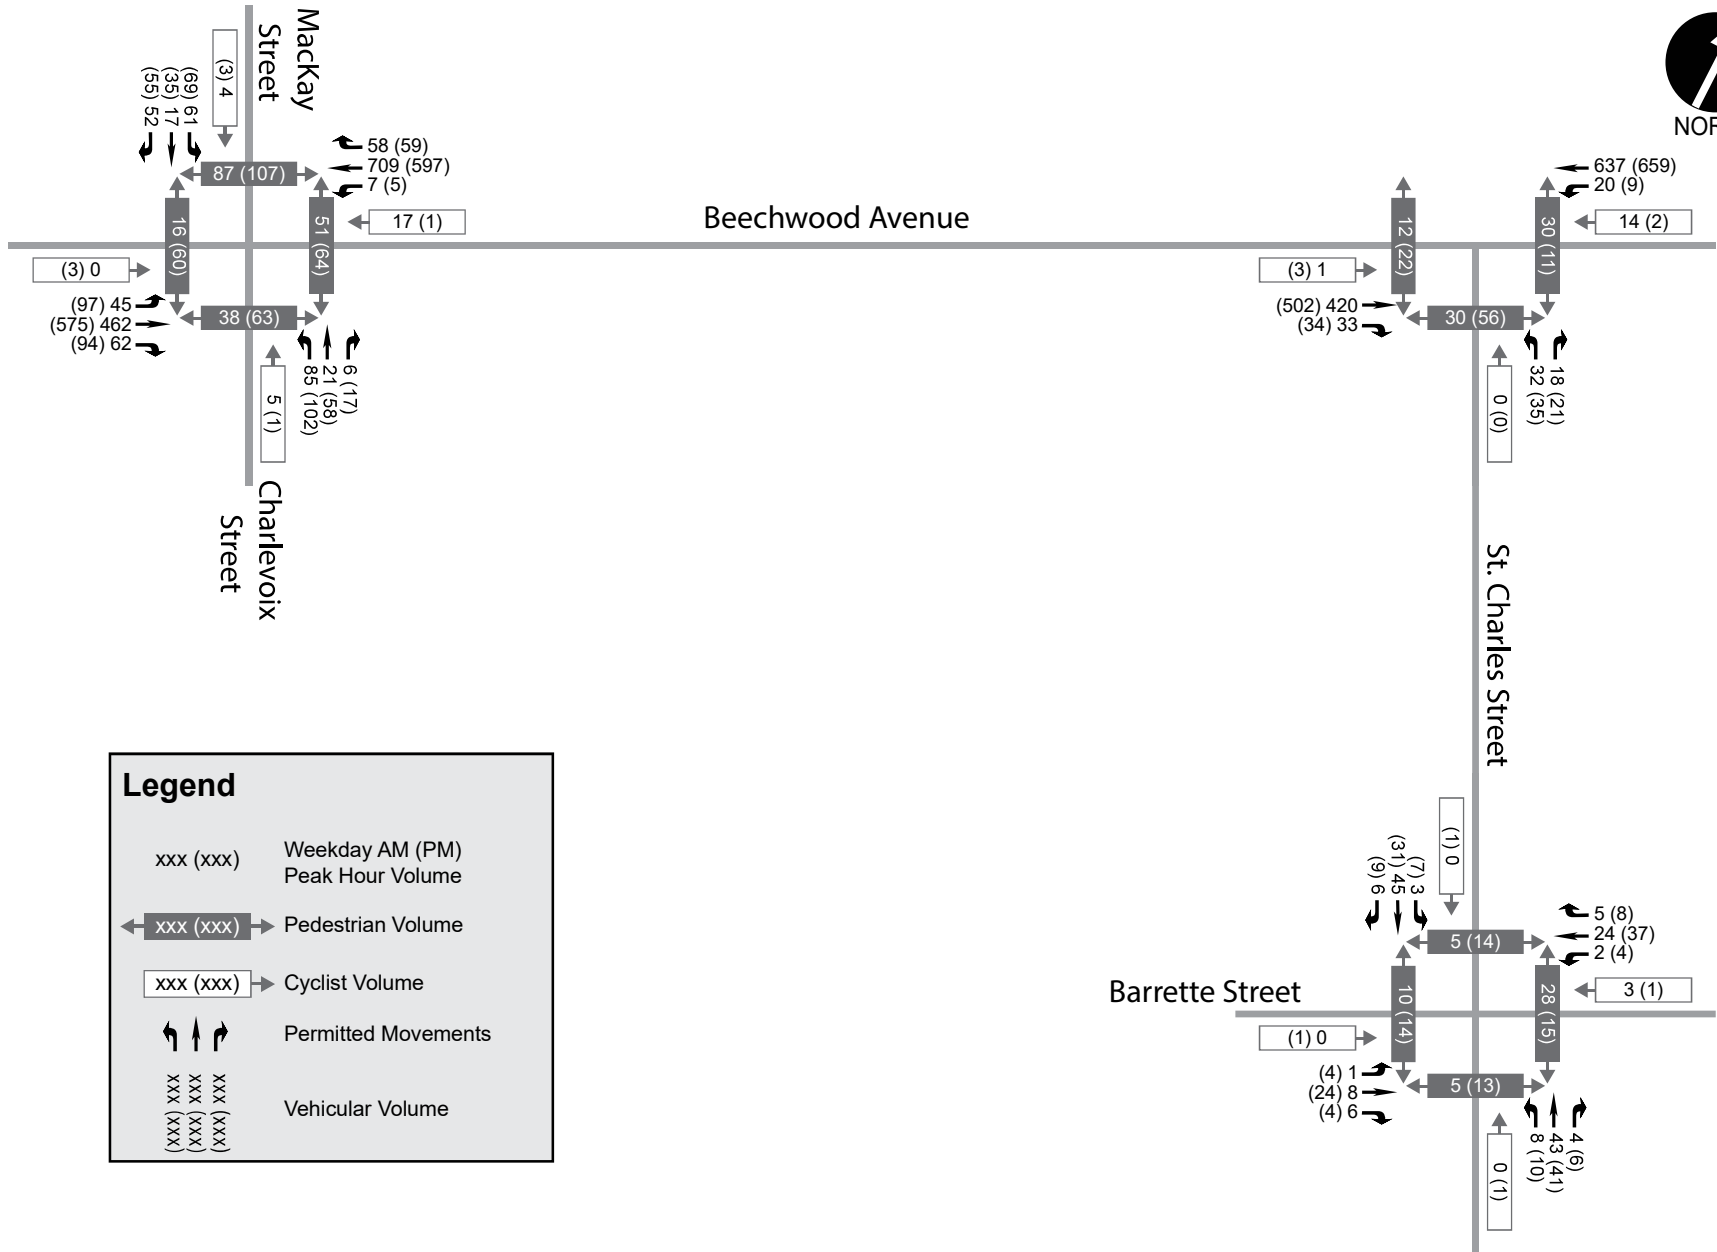 MacKay
Street
(3) 4
(69) 61
(35) 17
(55) 52
58 (59)
709 (597)
7 (5)
87 (107)
16 (60)
51 (64)
17 (1)
(3) 0
(97) 45
(575) 462
(94) 62
38 (63)
6 (17)
21 (58)
85 (102)
5 (1)
Charlevoix
Street
Beechwood Avenue
NOR
637 (659)
20 (9)
12 (22)
30 (11)
14 (2)
(3) 1
(502) 420
(34) 33
30 (56)
18 (21)
32 (35)
0 (0)
St. Charles Street
(1) 0
(7) 3
(31) 45
(9) 6
5 (8)
24 (37)
2 (4)
5 (14)
Barrette Street
10 (14)
28 (15)
3 (1)
(1) 0
(4) 1
(24) 8
(4) 6
5 (13)
4 (6)
43 (41)
8 (10)
0 (1)
Legend
xxx (xxx)
Weekday AM (PM)
Peak Hour Volume
xxx (xxx)
Pedestrian Volume
xxx (xxx)
Cyclist Volume
Permitted Movements
xxx (xxx)
xxx (xxx)
xxx (xxx)
Vehicular Volume